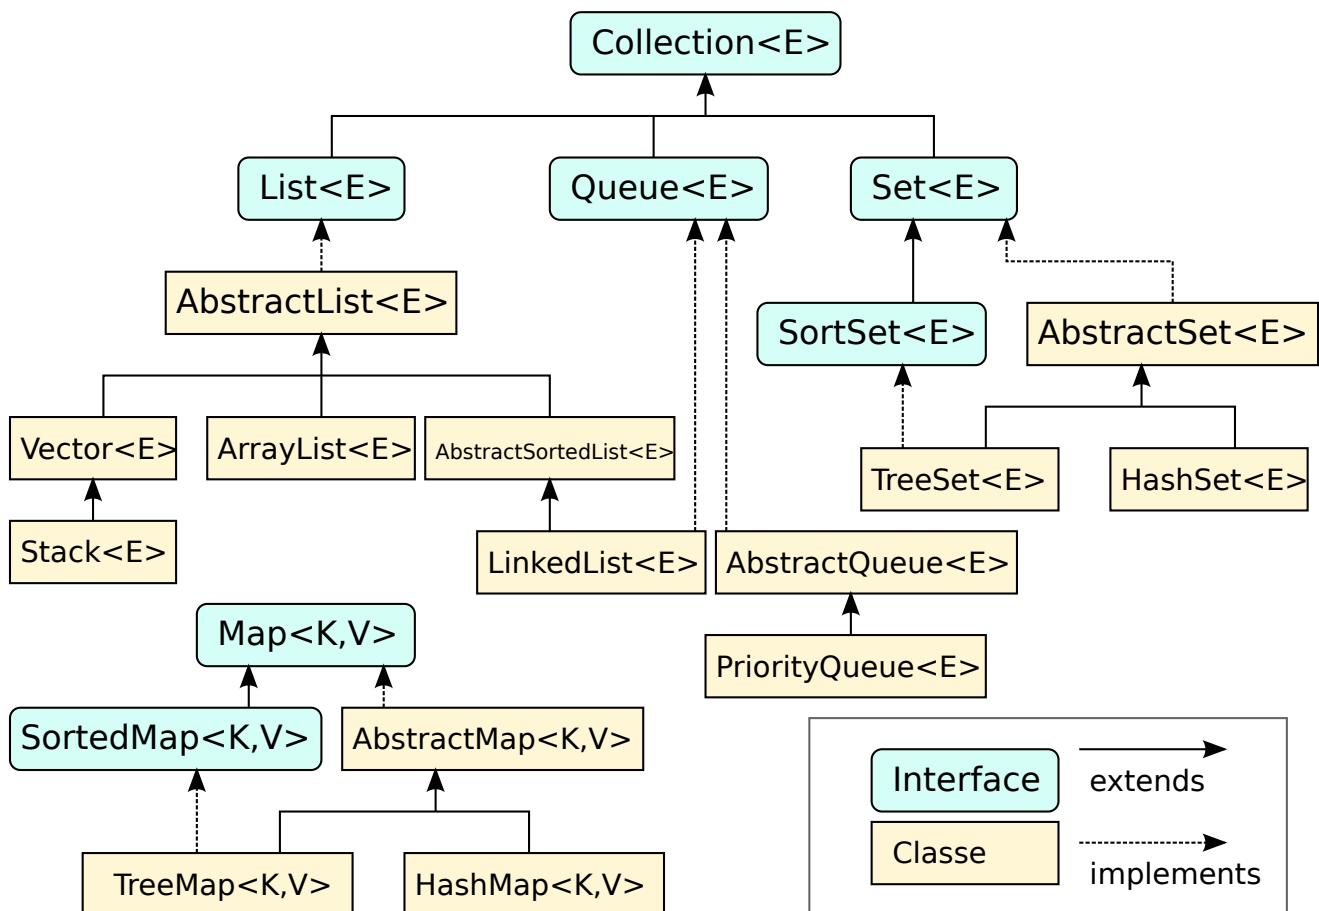 Collection<E>
List<E>
Queue<E>
Set<E>
AbstractList<E>
SortSet<E>
AbstractSet<E>
Vector<E>
ArrayList<E>
AbstractSortedList<E>
TreeSet<E>
HashSet<E>
Stack<E>
LinkedList<E>
AbstractQueue<E>
PriorityQueue<E>
Map<K,V>
SortedMap<K,V>
AbstractMap<K,V>
TreeMap<K,V>
HashMap<K,V>
Interface
extends
Classe
implements